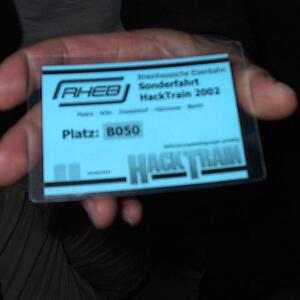 RHEB
Rheinhessische Eisenbahn
Sonderfahrt
HackTrain 2002
Mainz - Köln - Düsseldorf - Hannover - Berlin
Platz: B050
HACKTRAIN